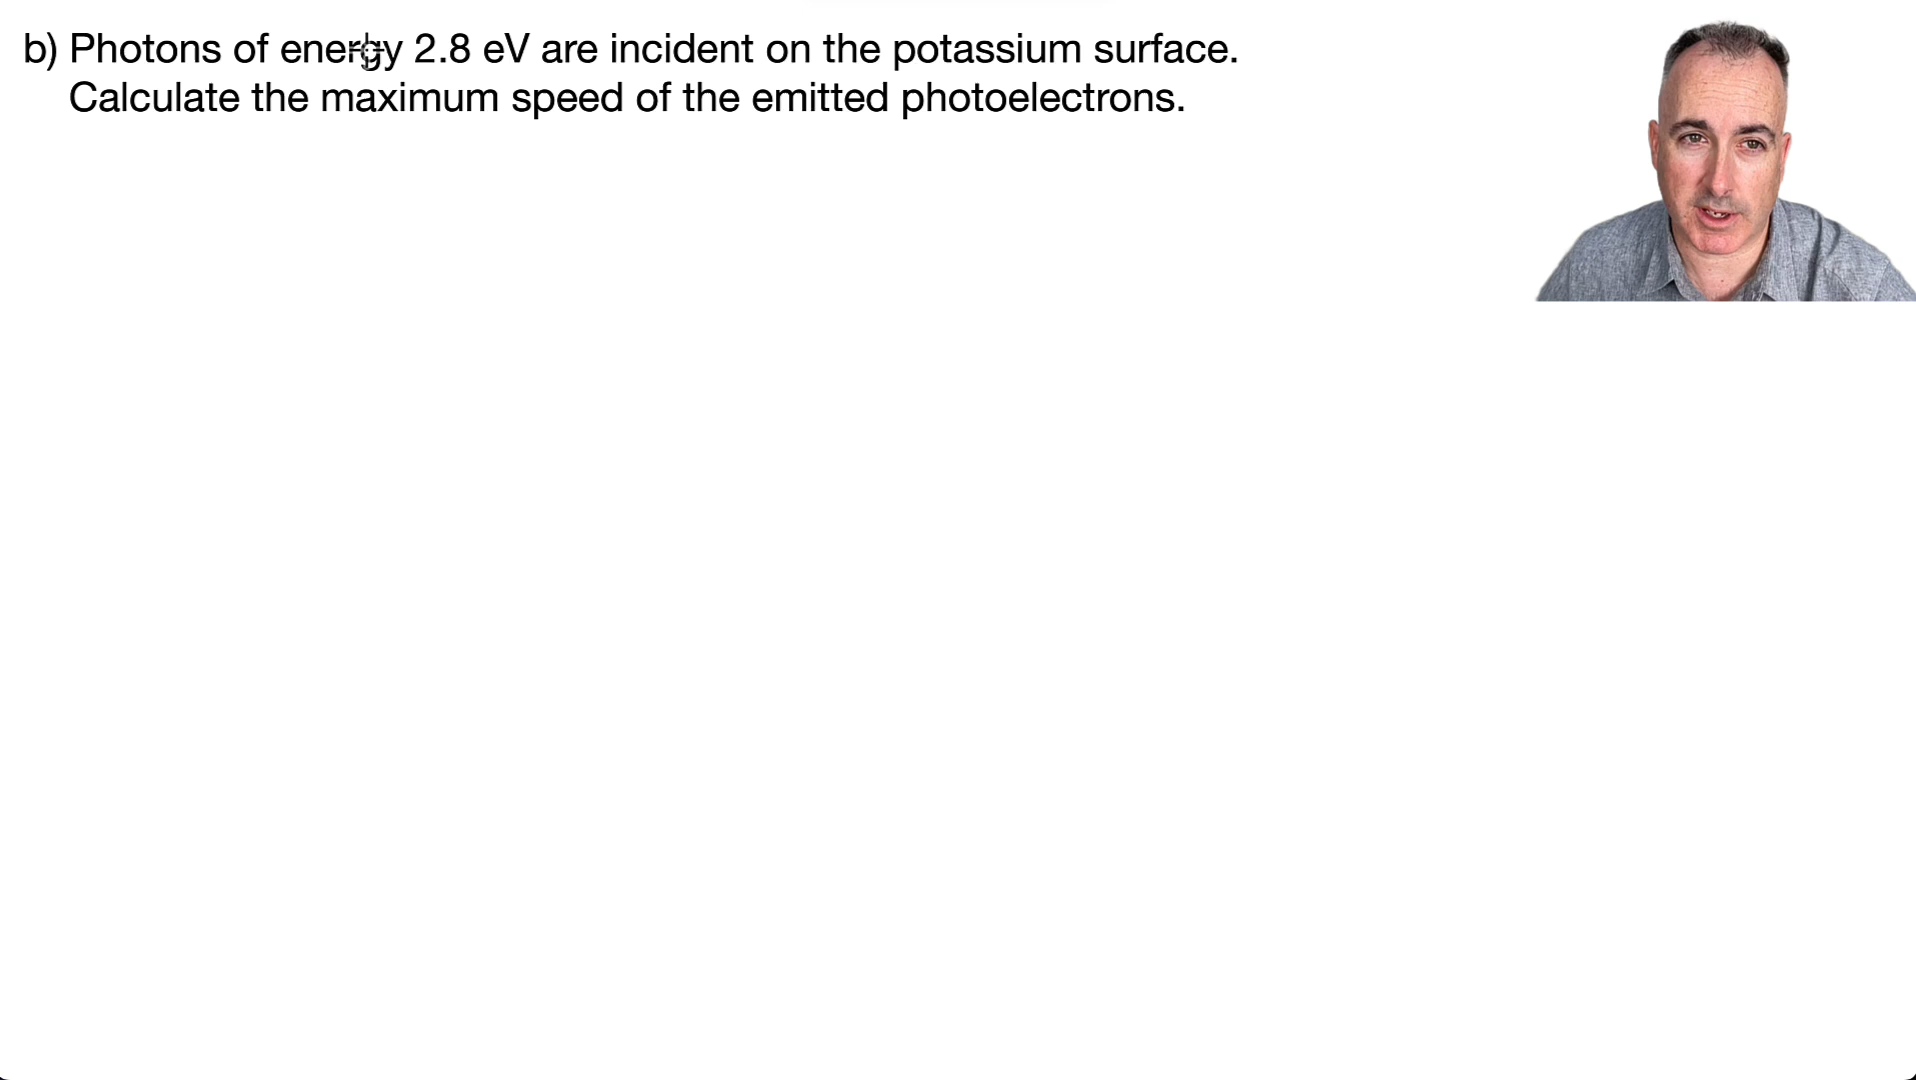 b) Photons of energy 2.8 eV are incident on the potassium surface.
Calculate the maximum speed of the emitted photoelectrons.